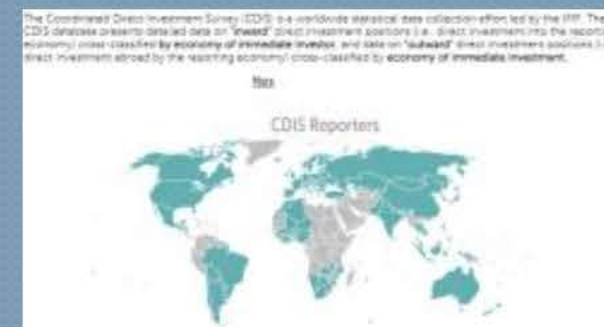 The Coordinated Direct Investment Survey (CDIS) is a worldwide statistical data collection effort led by the IMF. The
CDIS database presents detailed data on "inward" direct investment positions (i.e. direct investment into the reporting
economy) cross-classified by economy of immediate investor, and data on "outward" direct investment positions (i.
direct investment abroad by the reporting economy) cross-classified by economy of immediate investment.
CDIS Reporters